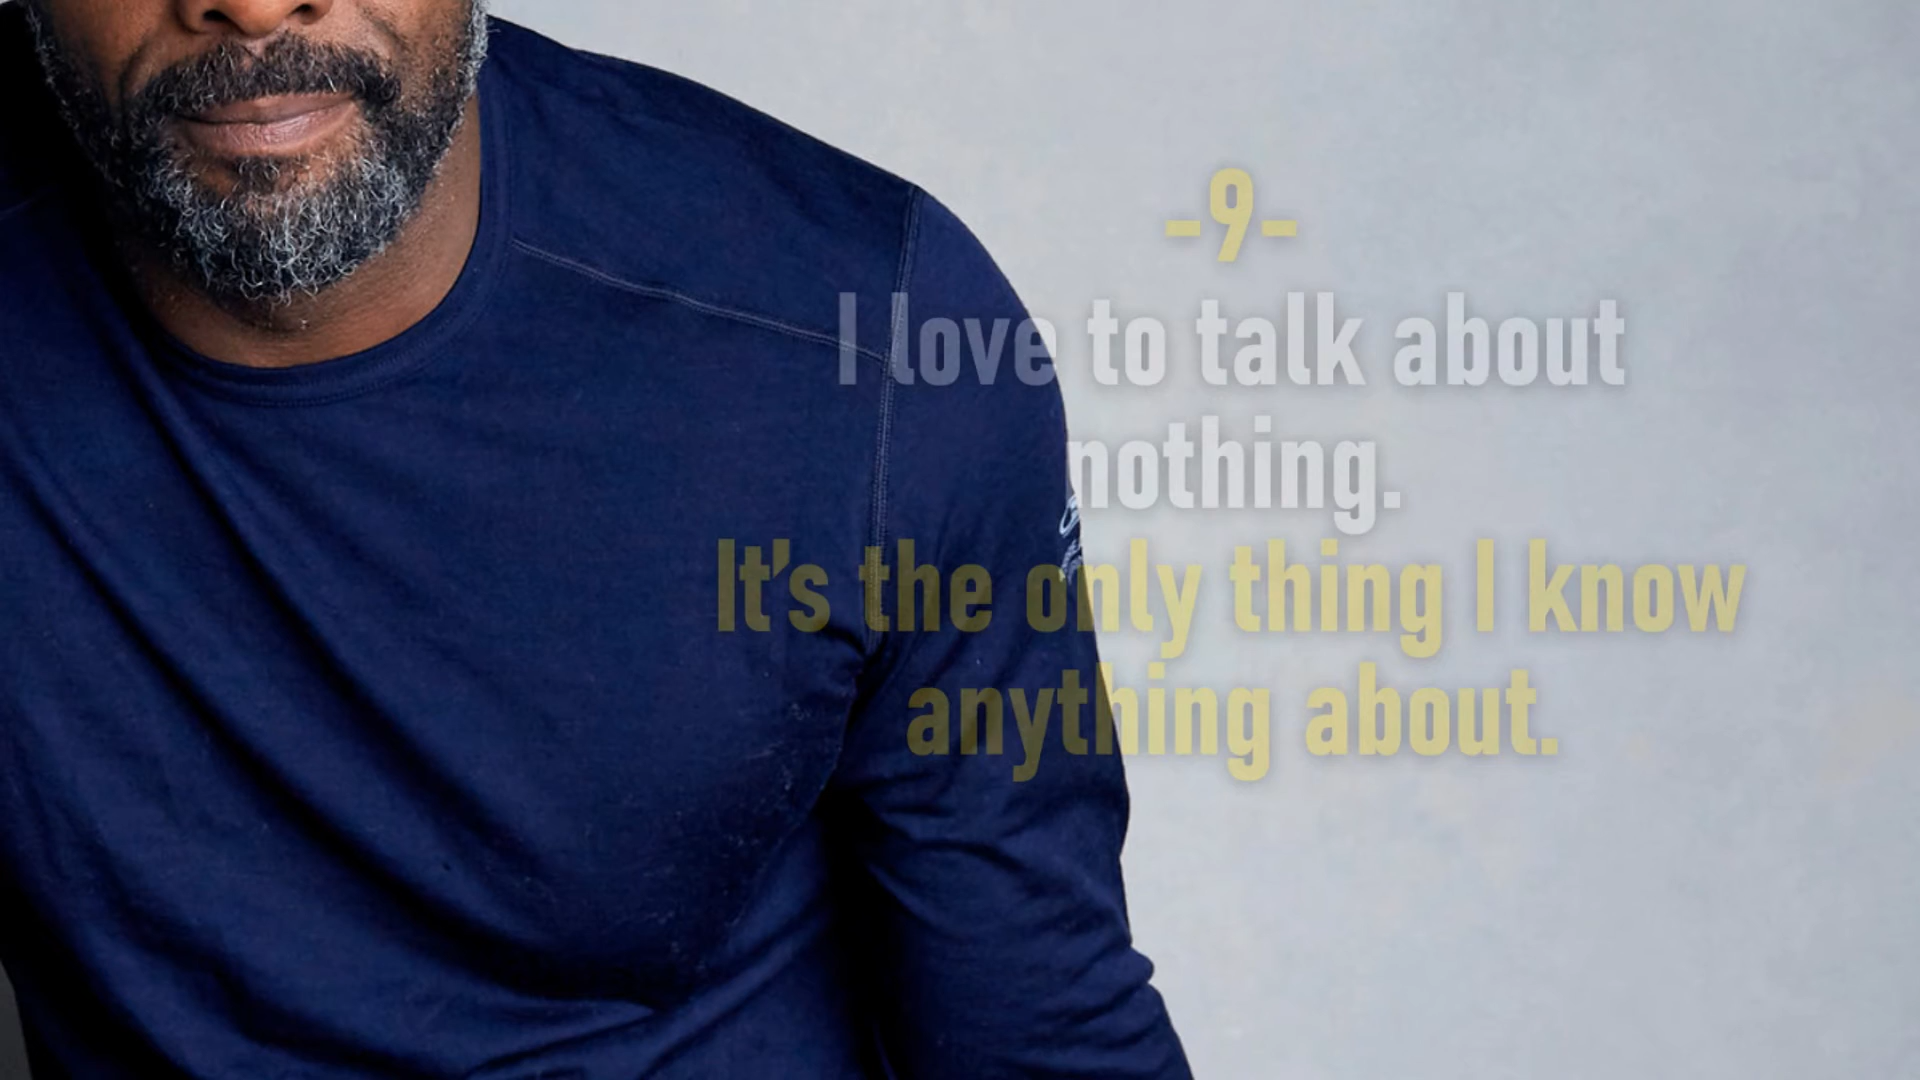 -9-
I love to talk about
nothing.
It's the only thing I know
anything about.